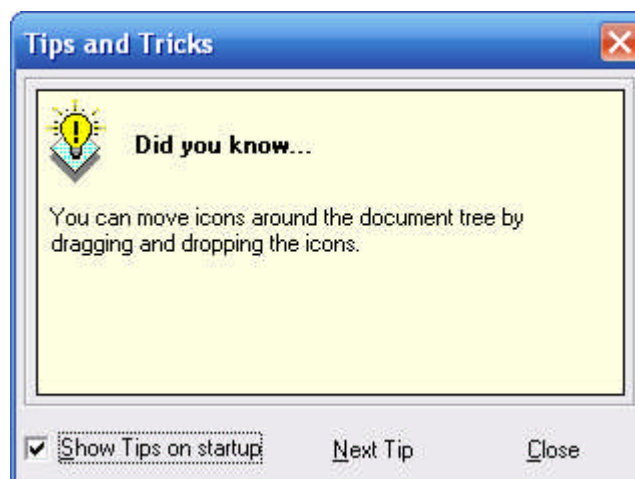 Tips and Tricks
Did you know...
You can move icons around the document tree by
dragging and dropping the icons.
Show Tips on startup
Next Tip
Close